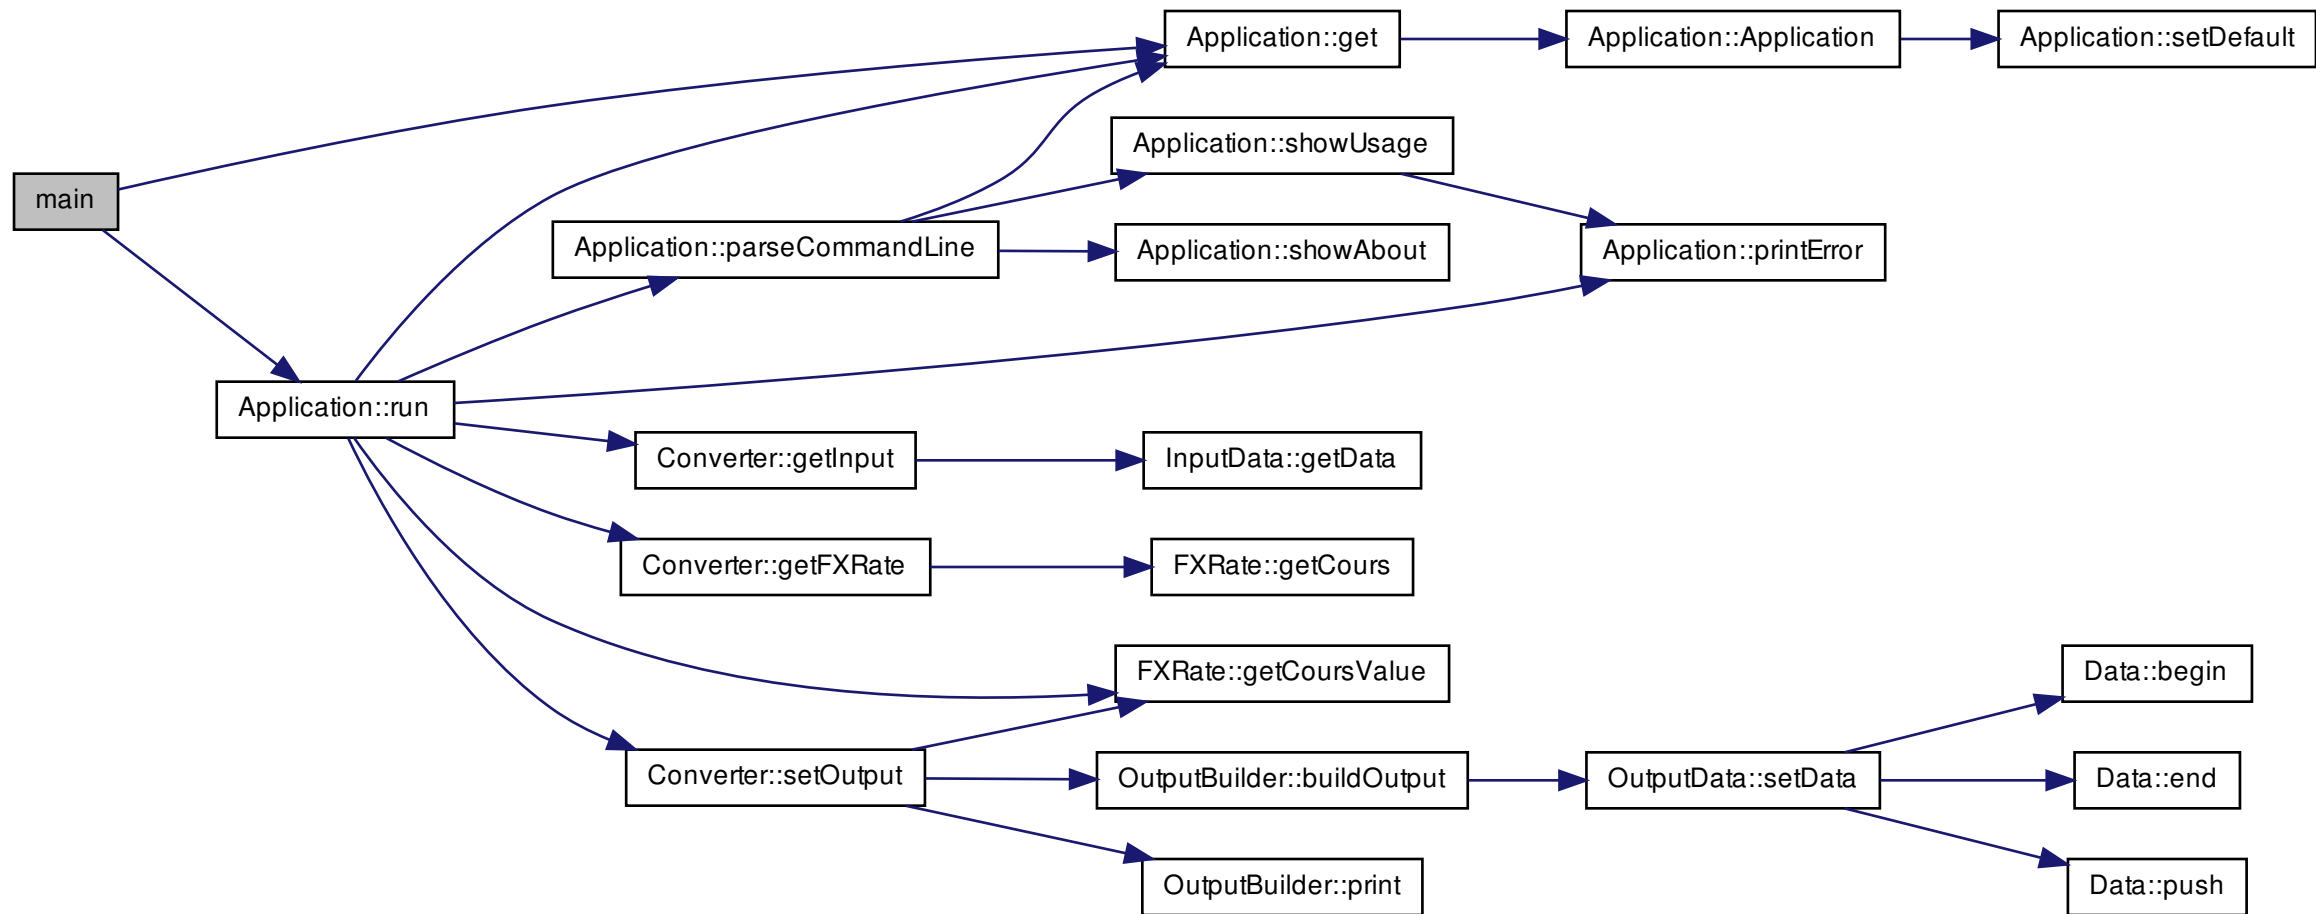 main
Application::get
Application::Application
Application::setDefault
Application::showUsage
Application::parseCommandLine
Application::showAbout
Application::printError
Application::run
Converter::getInput
InputData::getData
Converter::getFXRate
FXRate::getCours
FXRate::getCoursValue
Converter::setOutput
OutputBuilder::buildOutput
OutputData::setData
Data::begin
Data::end
OutputBuilder::print
Data::push